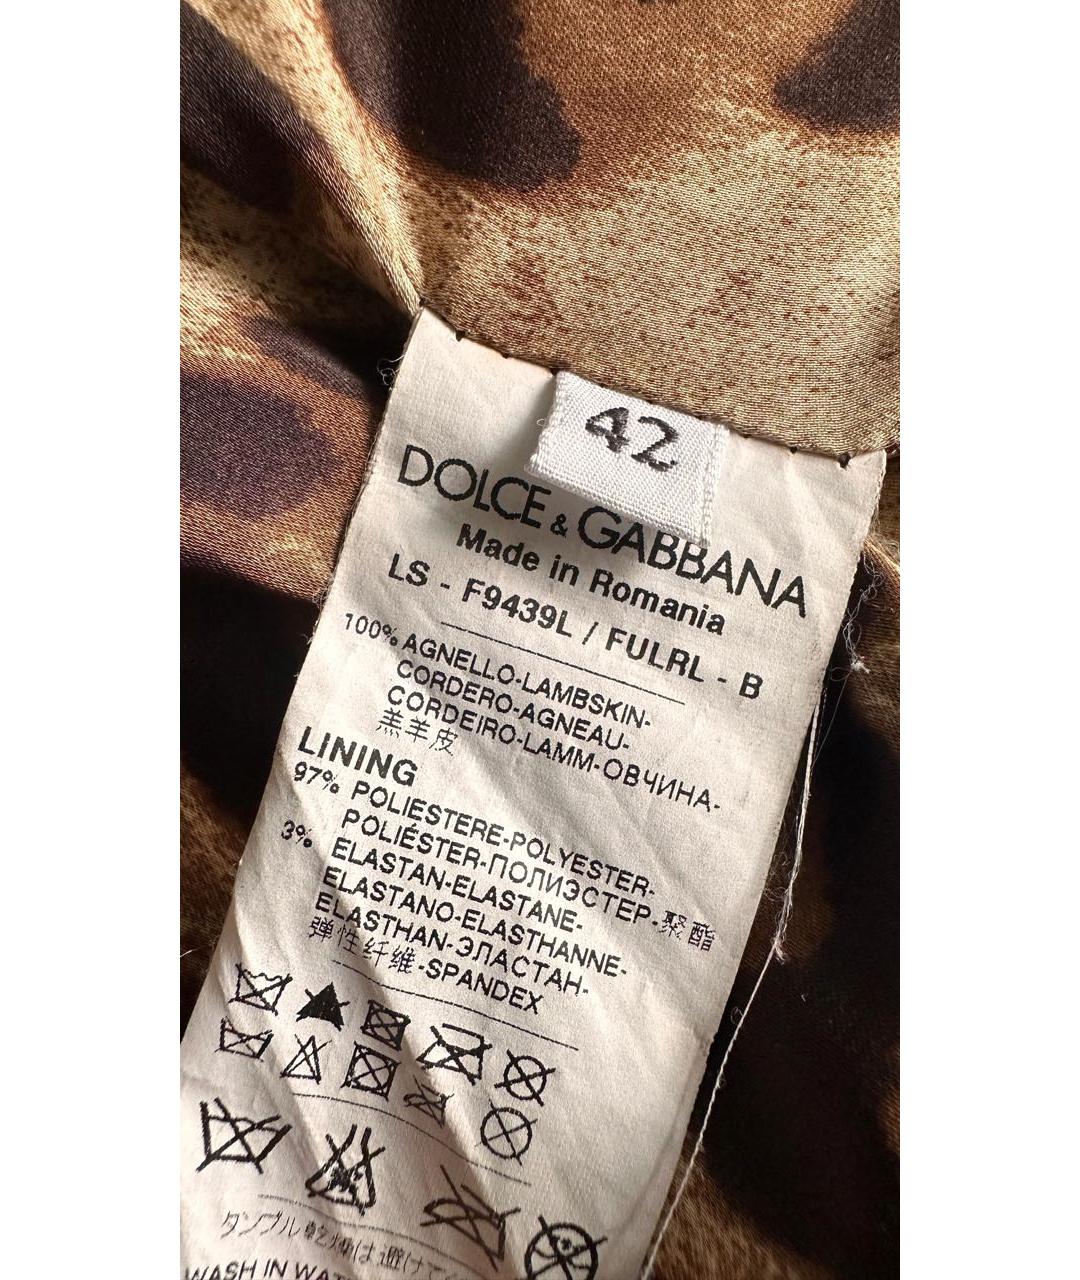 42
DOLCE & GABBANA
Made in Romania
LS - F9439L / FULRL - B
100% AGNELLO-LAMBSKIN-
CORDERO-AGNEAU-
CORDEIRO-LAMM-ОВЧИНА-
羔羊皮
LINING
97% POLIESTERE-POLYESTER-
POLIÉSTER-ПОЛИЭСТЕР-聚酯
3% ELASTAN-ELASTANE-
ELASTANO-ELASTHANNE-
ELASTHAN-ЭЛАСТАН-
弹性纤维-SPANDEX
タンブル乾燥は避けて
WASH IN